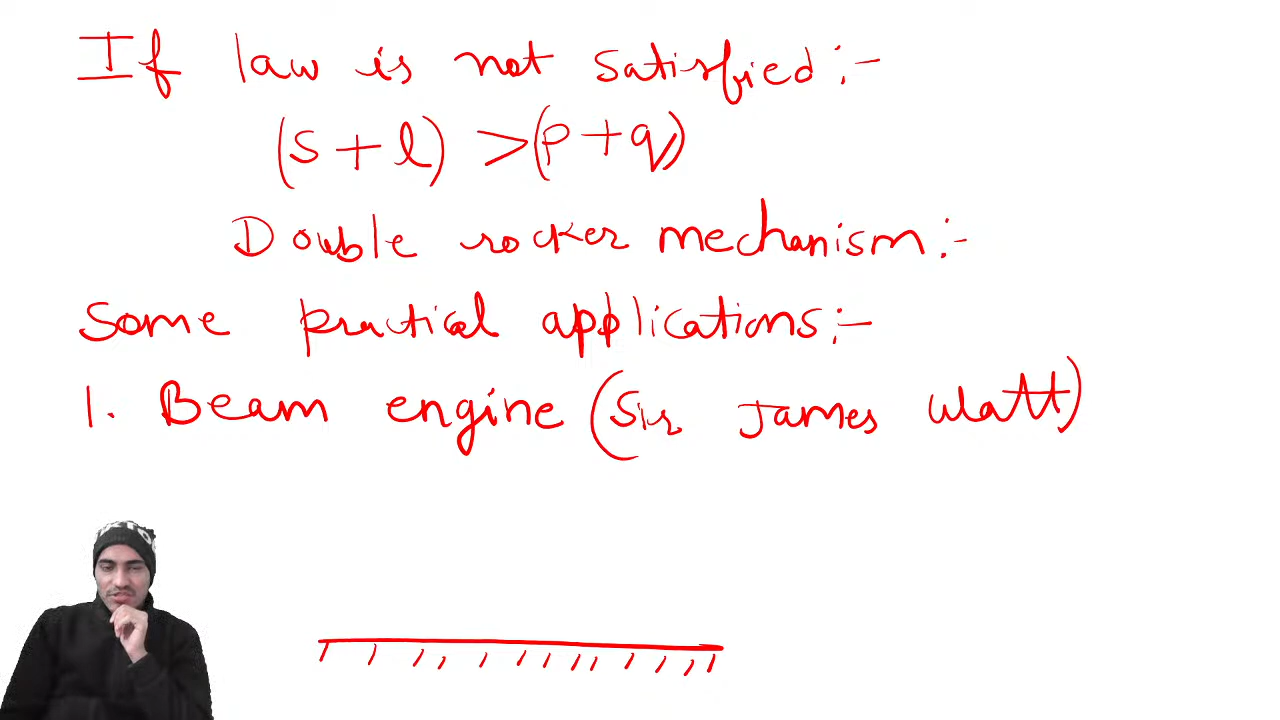 If law is not satisfied :-
(s + l) > (p + q)
Double rocker mechanism :-
Some practical applications :-
1. Beam engine (Sir James Watt)